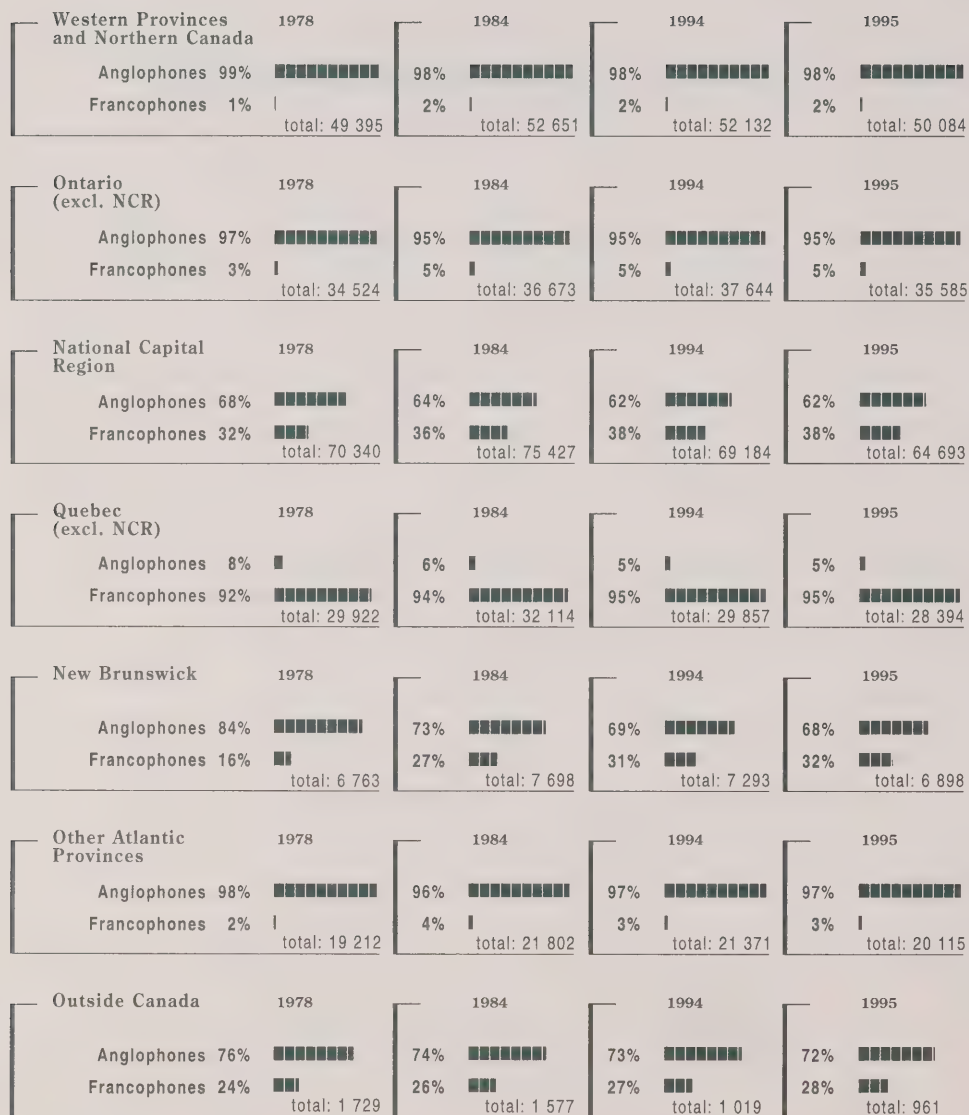 Western Provinces 1978 1984 1994 1995
and Northern Canada
Anglophones 99% 98% 98% 98%
Francophones 1% 2% 2% 2%
total: 49 395 total: 52 651 total: 52 132 total: 50 084
Ontario 1978 1984 1994 1995
(excl. NCR)
Anglophones 97% 95% 95% 95%
Francophones 3% 5% 5% 5%
total: 34 524 total: 36 673 total: 37 644 total: 35 585
National Capital 1978 1984 1994 1995
Region
Anglophones 68% 64% 62% 62%
Francophones 32% 36% 38% 38%
total: 70 340 total: 75 427 total: 69 184 total: 64 693
Quebec 1978 1984 1994 1995
(excl. NCR)
Anglophones 8% 6% 5% 5%
Francophones 92% 94% 95% 95%
total: 29 922 total: 32 114 total: 29 857 total: 28 394
New Brunswick 1978 1984 1994 1995
Anglophones 84% 73% 69% 68%
Francophones 16% 27% 31% 32%
total: 6 763 total: 7 698 total: 7 293 total: 6 898
Other Atlantic 1978 1984 1994 1995
Provinces
Anglophones 98% 96% 97% 97%
Francophones 2% 4% 3% 3%
total: 19 212 total: 21 802 total: 21 371 total: 20 115
Outside Canada 1978 1984 1994 1995
Anglophones 76% 74% 73% 72%
Francophones 24% 26% 27% 28%
total: 1 729 total: 1 577 total: 1 019 total: 961